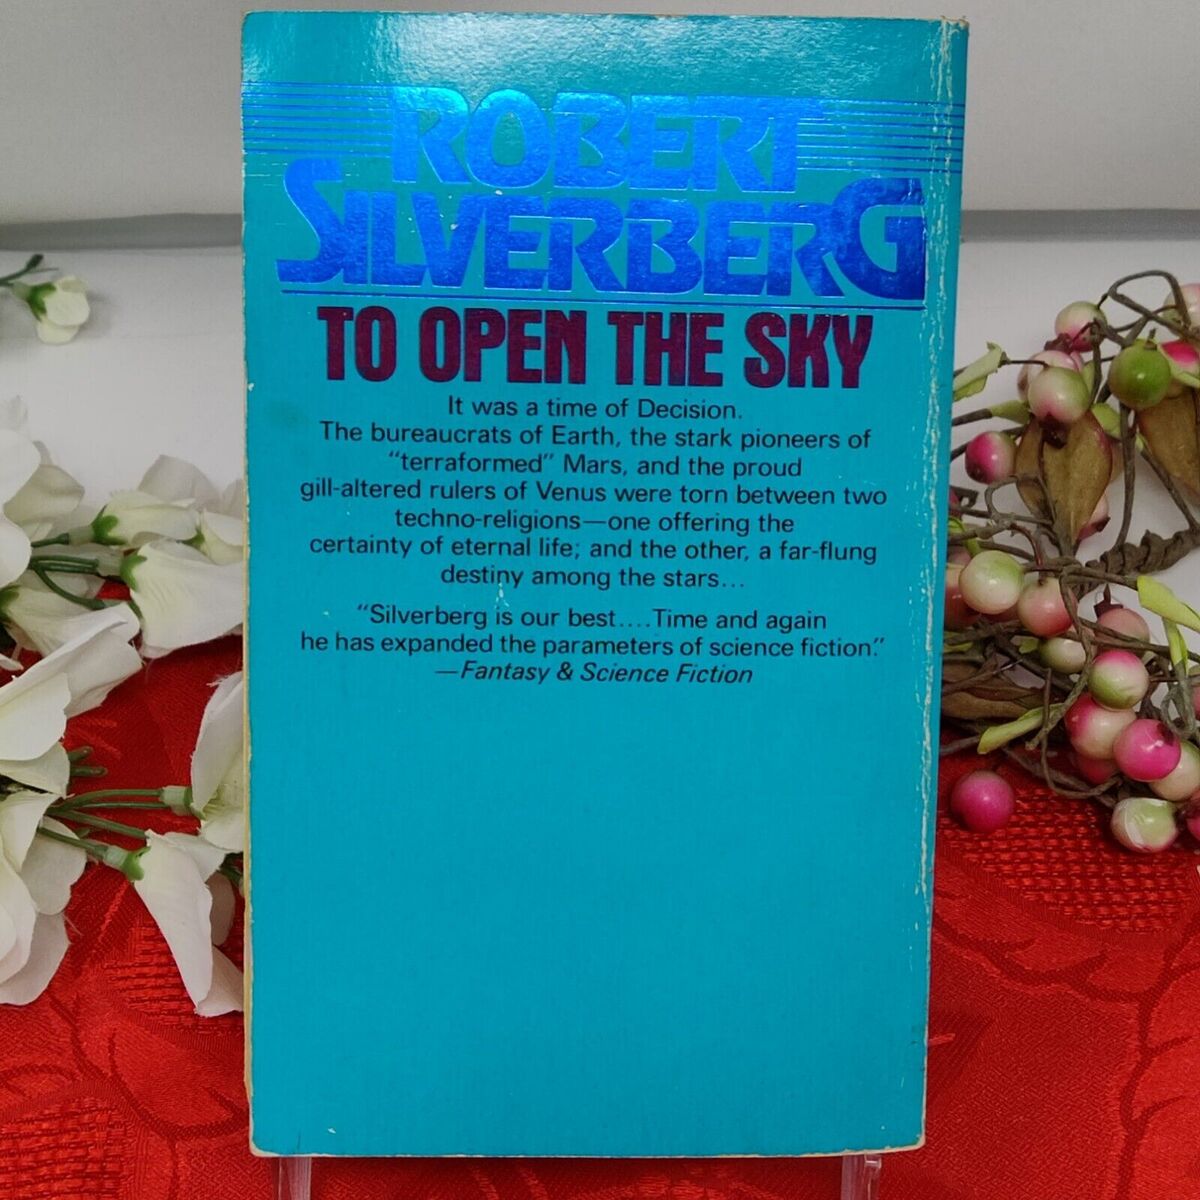 ROBERT
SILVERBERG
TO OPEN THE SKY
It was a time of Decision.
The bureaucrats of Earth, the stark pioneers of
“terraformed” Mars, and the proud
gill-altered rulers of Venus were torn between two
techno-religions—one offering the
certainty of eternal life; and the other, a far-flung
destiny among the stars...
“Silverberg is our best....Time and again
he has expanded the parameters of science fiction.”
—Fantasy & Science Fiction